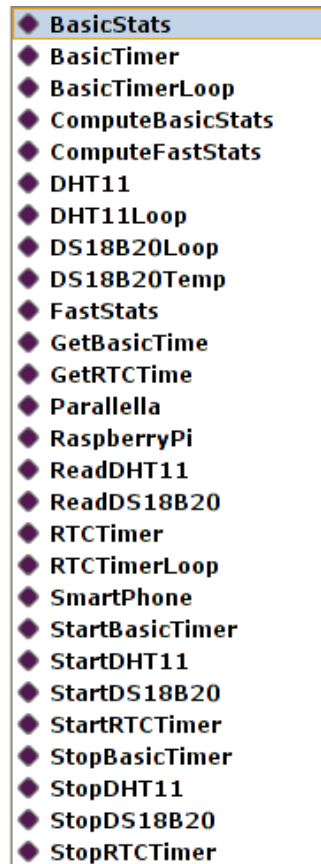 BasicStats
BasicTimer
BasicTimerLoop
ComputeBasicStats
ComputeFastStats
DHT11
DHT11Loop
DS18B20Loop
DS18B20Temp
FastStats
GetBasicTime
GetRTCTime
Parallella
RaspberryPi
ReadDHT11
ReadDS18B20
RTCTimer
RTCTimerLoop
SmartPhone
StartBasicTimer
StartDHT11
StartDS18B20
StartRTCTimer
StopBasicTimer
StopDHT11
StopDS18B20
StopRTCTimer